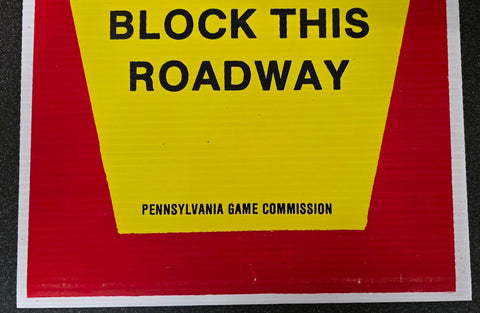 BLOCK THIS
ROADWAY
PENNSYLVANIA GAME COMMISSION